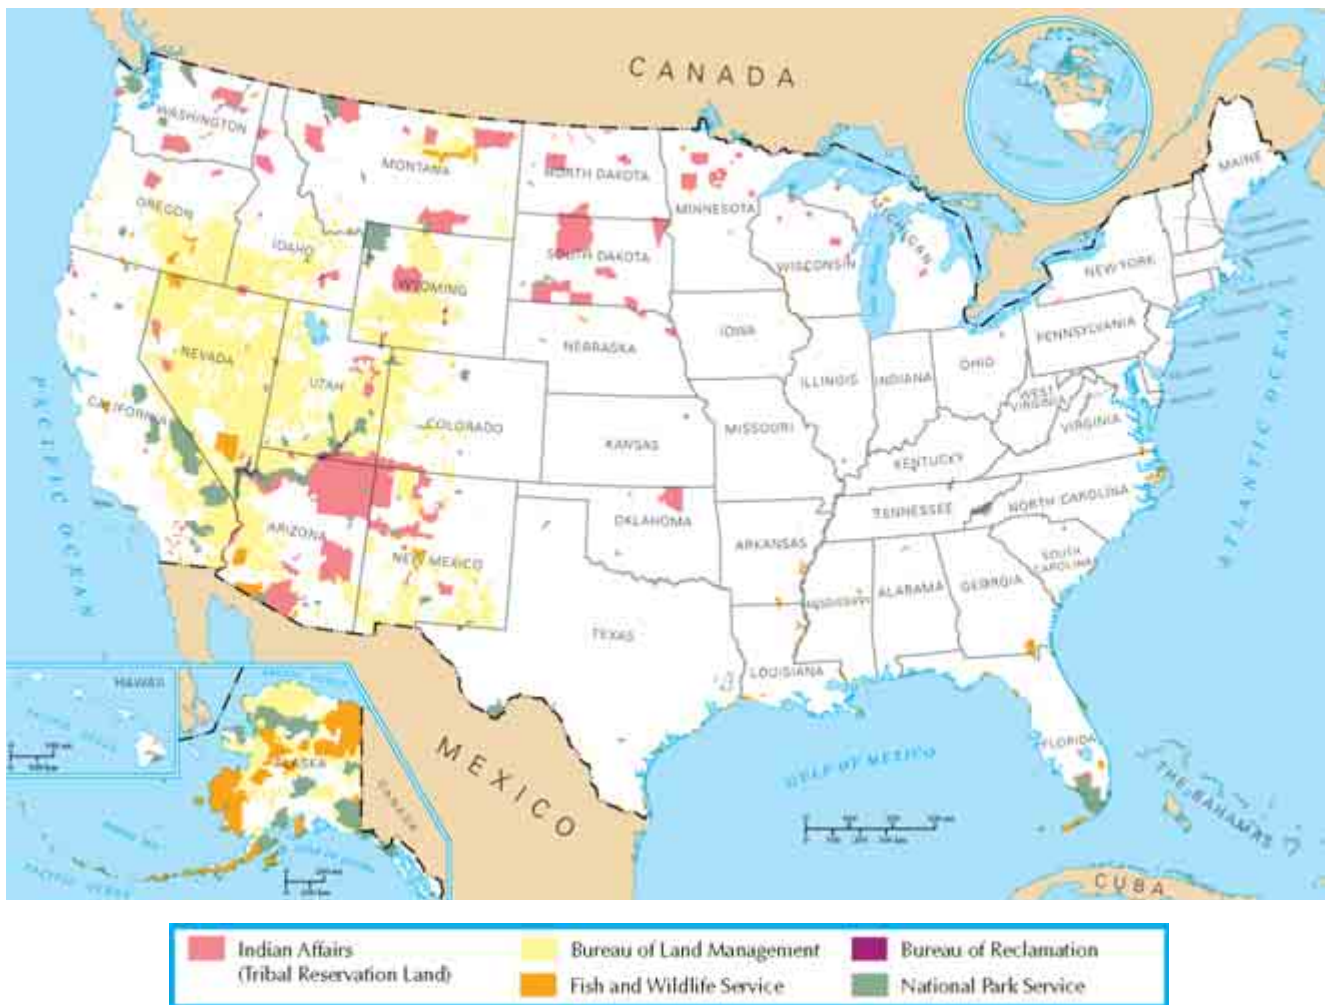 CANADA
WASHINGTON
MONTANA
NORTH DAKOTA
MINNESOTA
MAINE
OREGON
IDAHO
SOUTH DAKOTA
WYOMING
WISCONSIN
MICHIGAN
NEW YORK
NEBRASKA
IOWA
PENNSYLVANIA
NEVADA
UTAH
ILLINOIS
INDIANA
OHIO
CALIFORINA
COLORADO
KANSAS
MISSOURI
WEST
VIRGINIA
VIRGINIA
KENTUCKY
PACIFIC OCEAN
ATLANTIC OCEAN
ARIZONA
NEW MEXICO
OKLAHOMA
ARKANSAS
TENNESSEE
NORTH CAROLINA
SOUTH
CAROLINA
MISSISSIPPI
ALABAMA
GEORGIA
TEXAS
LOUISIANA
FLORIDA
HAWAII
ALASKA
CANADA
MEXICO
GULF OF MEXICO
THE BAHAMAS
CUBA
Indian Affairs
(Tribal Reservation Land)
Bureau of Land Management
Fish and Wildlife Service
Bureau of Reclamation
National Park Service